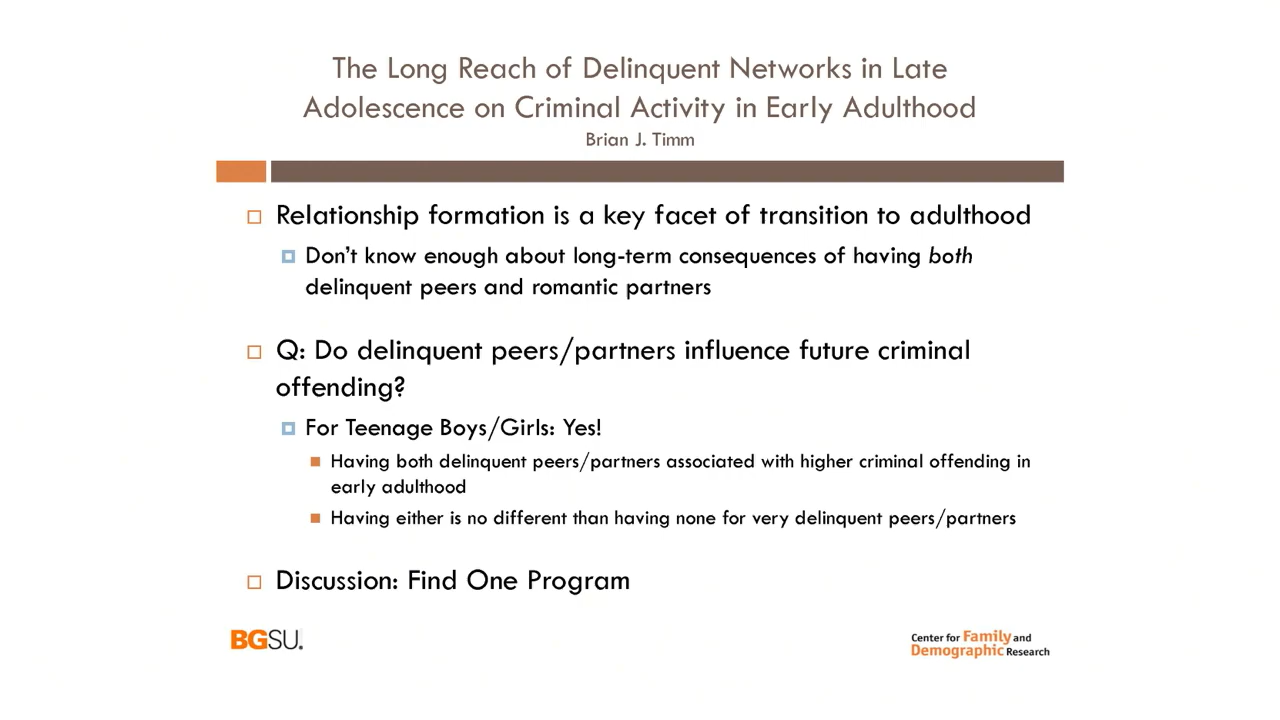 The Long Reach of Delinquent Networks in Late
Adolescence on Criminal Activity in Early Adulthood
Brian J. Timm
Relationship formation is a key facet of transition to adulthood
Don't know enough about long-term consequences of having both
delinquent peers and romantic partners
Q: Do delinquent peers/partners influence future criminal
offending?
For Teenage Boys/Girls: Yes!
Having both delinquent peers/partners associated with higher criminal offending in
early adulthood
Having either is no different than having none for very delinquent peers/partners
Discussion: Find One Program
BGSU.
Center for Family and
Demographic Research